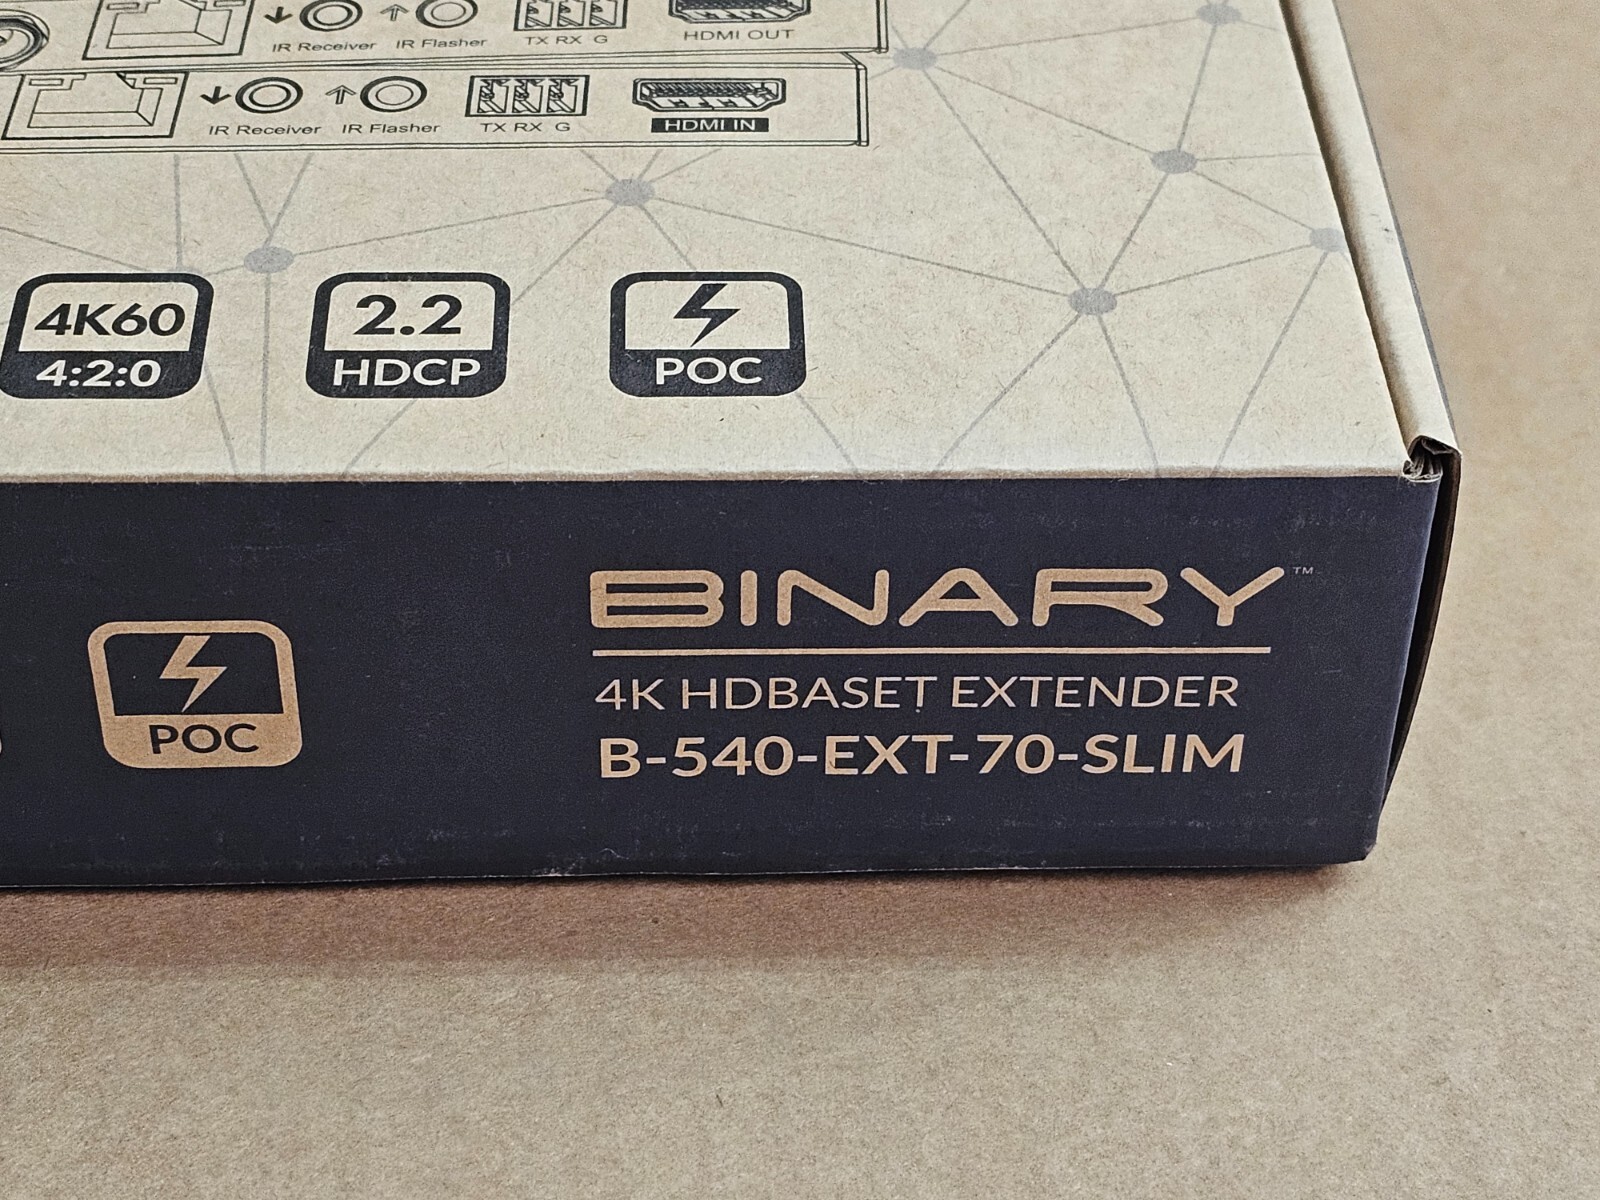 IR Receiver IR Flasher TX RX G HDMI OUT
IR Receiver IR Flasher TX RX G HDMI IN
4K60
4:2:0
2.2
HDCP
POC
POC
BINARY™
4K HDBASET EXTENDER
B-540-EXT-70-SLIM